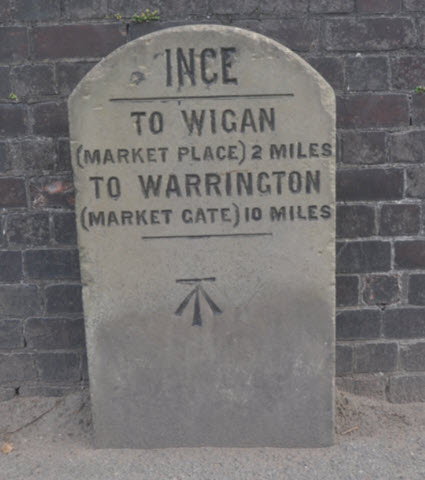 INCE
TO WIGAN
(MARKET PLACE) 2 MILES
TO WARRINGTON
(MARKET GATE) 10 MILES